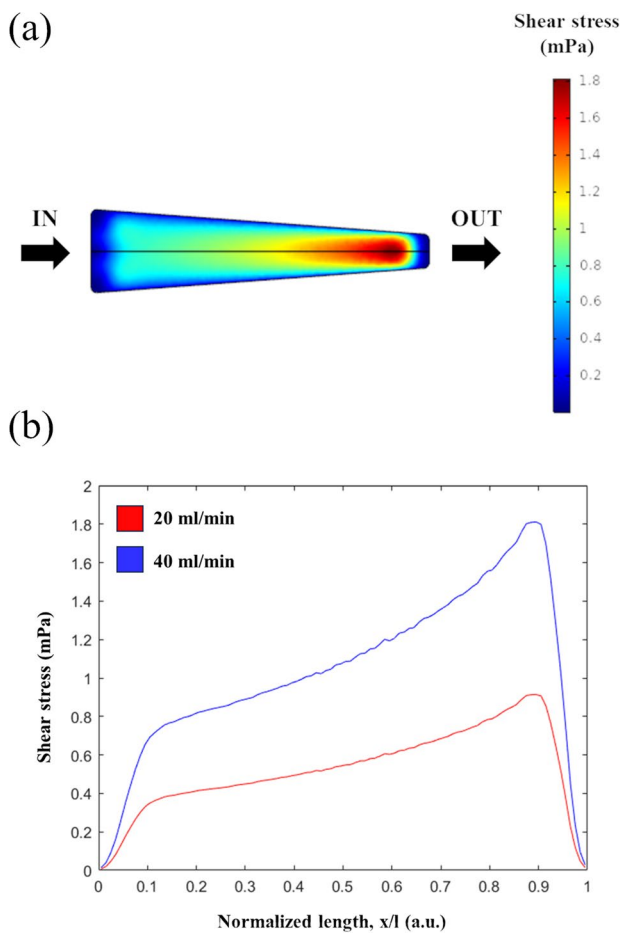 (a)
Shear stress
(mPa)
1.8
1.6
1.4
1.2
1
0.8
0.6
0.4
0.2
IN
OUT
(b)
2
1.8
1.6
1.4
1.2
1
0.8
0.6
0.4
0.2
0
20 ml/min
40 ml/min
Shear stress (mPa)
0 0.1 0.2 0.3 0.4 0.5 0.6 0.7 0.8 0.9 1
Normalized length, x/l (a.u.)